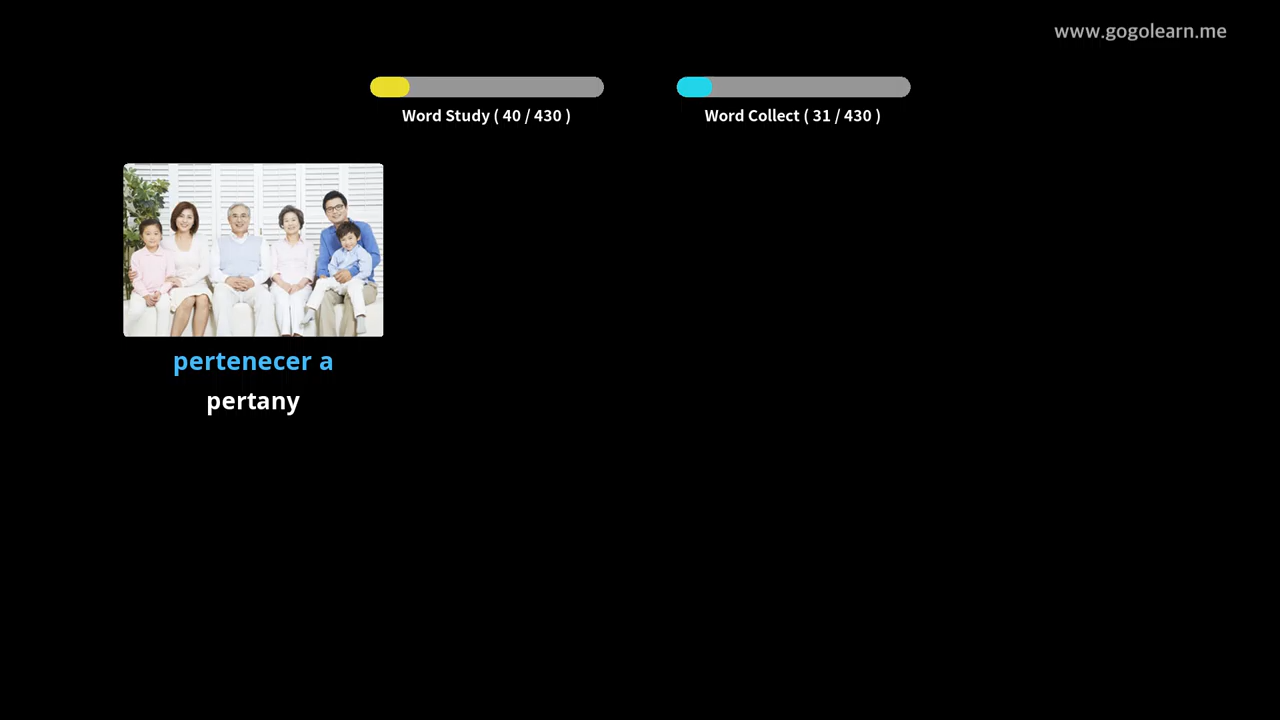 www.gogolearn.me
Word Study ( 40 / 430 )
Word Collect ( 31 / 430 )
pertenecer a
pertany